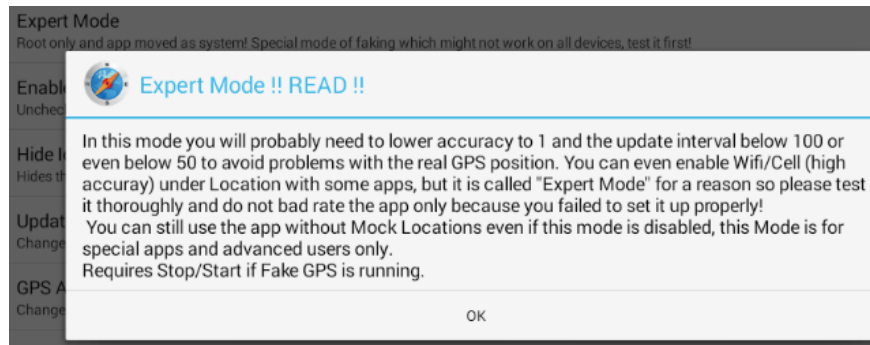 Expert Mode
Root only and app moved as system! Special mode of faking which might not work on all devices, test it first!
Expert Mode !! READ !!
In this mode you will probably need to lower accuracy to 1 and the update interval below 100 or
even below 50 to avoid problems with the real GPS position. You can even enable Wifi/Cell (high
accuray) under Location with some apps, but it is called "Expert Mode" for a reason so please test
it thoroughly and do not bad rate the app only because you failed to set it up properly!
You can still use the app without Mock Locations even if this mode is disabled, this Mode is for
special apps and advanced users only.
Requires Stop/Start if Fake GPS is running.
OK
Hide
Hides
Change
GPS
Change